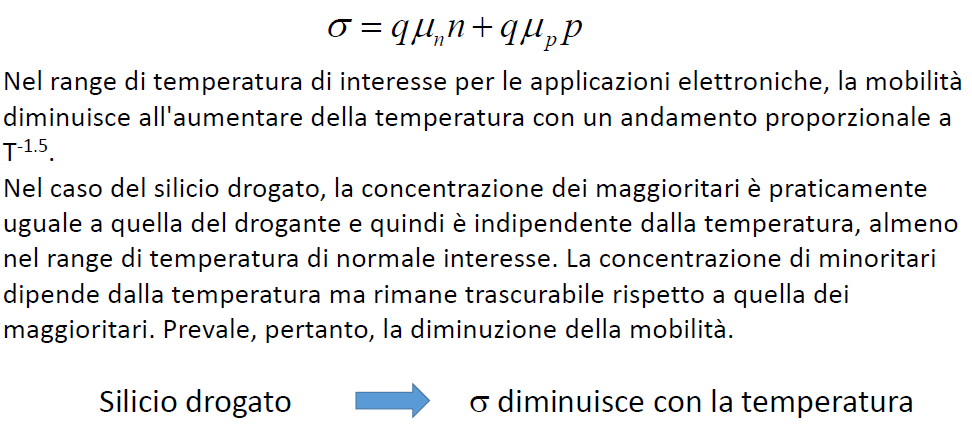 σ = qμₙn + qμₚp
Nel range di temperatura di interesse per le applicazioni elettroniche, la mobilità
diminuisce all'aumentare della temperatura con un andamento proporzionale a
T⁻¹·⁵.
Nel caso del silicio drogato, la concentrazione dei maggioritari è praticamente
uguale a quella del drogante e quindi è indipendente dalla temperatura, almeno
nel range di temperatura di normale interesse. La concentrazione di minoritari
dipende dalla temperatura ma rimane trascurabile rispetto a quella dei
maggioritari. Prevale, pertanto, la diminuzione della mobilità.
Silicio drogato σ diminuisce con la temperatura